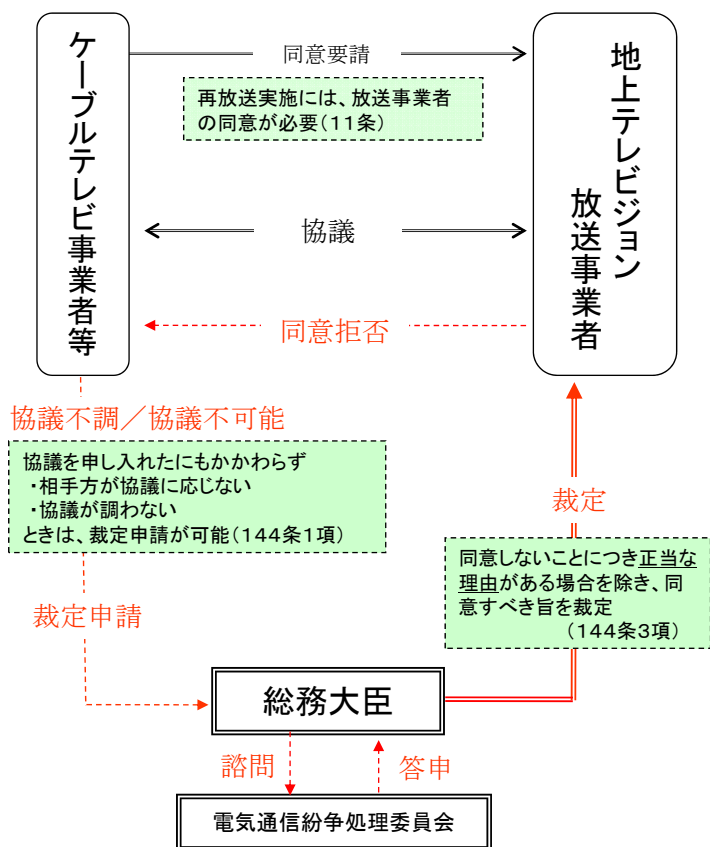 ケーブルテレビ事業者等
同意要請
再放送実施には、放送事業者
の同意が必要(11条)
地上テレビジョン
放送事業者
協議
同意拒否
協議不調／協議不可能
協議を申し入れたにもかかわらず
・相手方が協議に応じない
・協議が調わない
ときは、裁定申請が可能(144条1項)
裁定
同意しないことにつき正当な
理由がある場合を除き、同
意すべき旨を裁定
(144条3項)
裁定申請
総務大臣
諮問
答申
電気通信紛争処理委員会